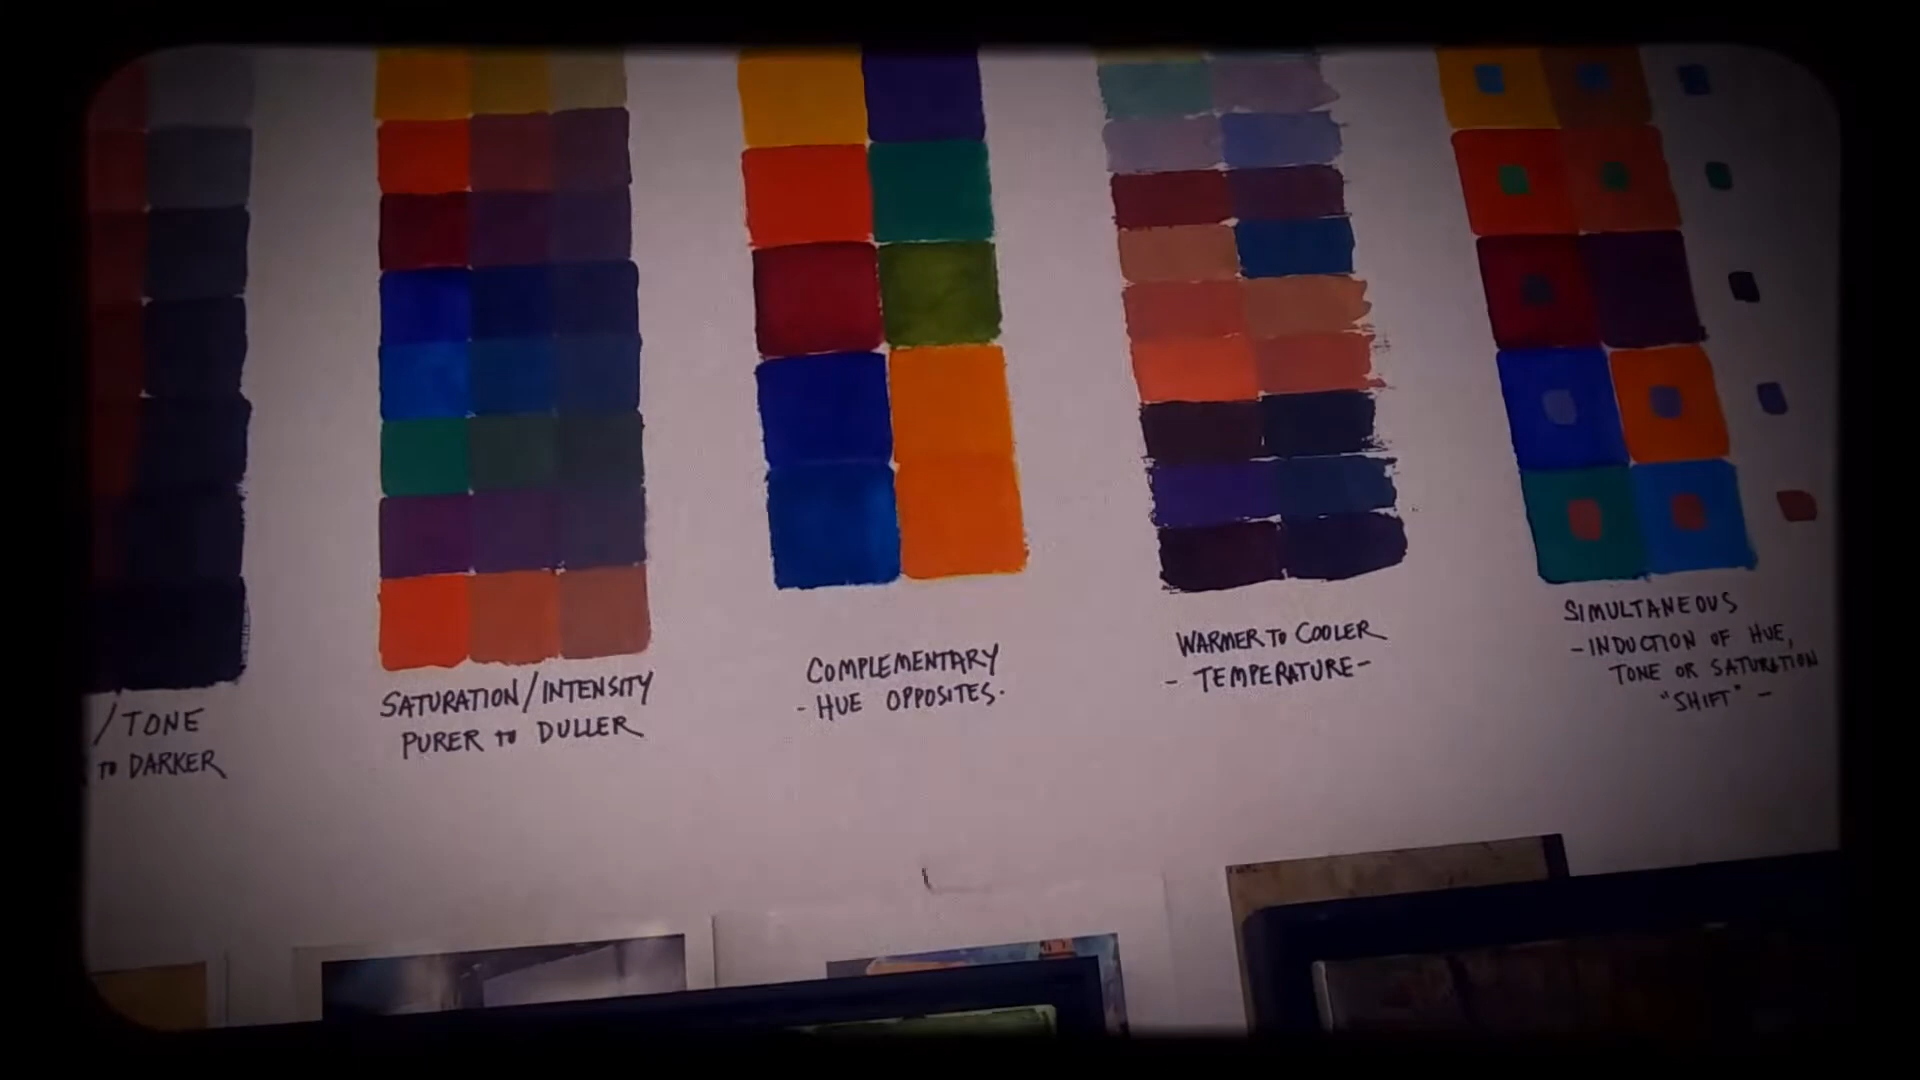 /TONE
TO DARKER
SATURATION/INTENSITY
PURER TO DULLER
COMPLEMENTARY
- HUE OPPOSITES.
WARMER TO COOLER
- TEMPERATURE -
SIMULTANEOUS
- INDUCTION OF HUE,
TONE OR SATURATION
"SHIFT" -